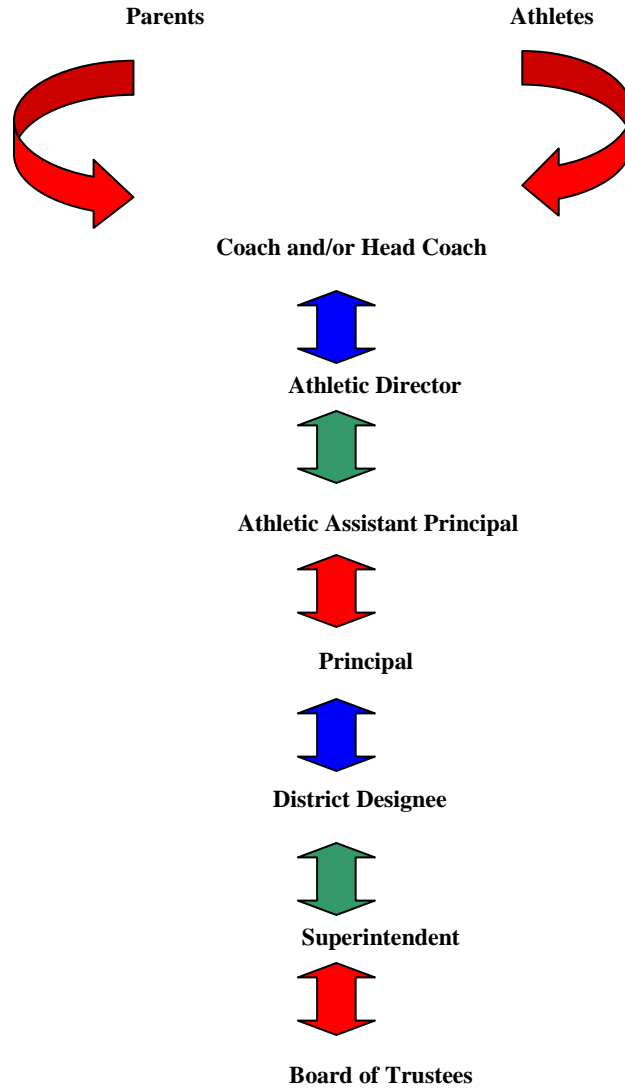 Parents Athletes
Coach and/or Head Coach
Athletic Director
Athletic Assistant Principal
Principal
District Designee
Superintendent
Board of Trustees